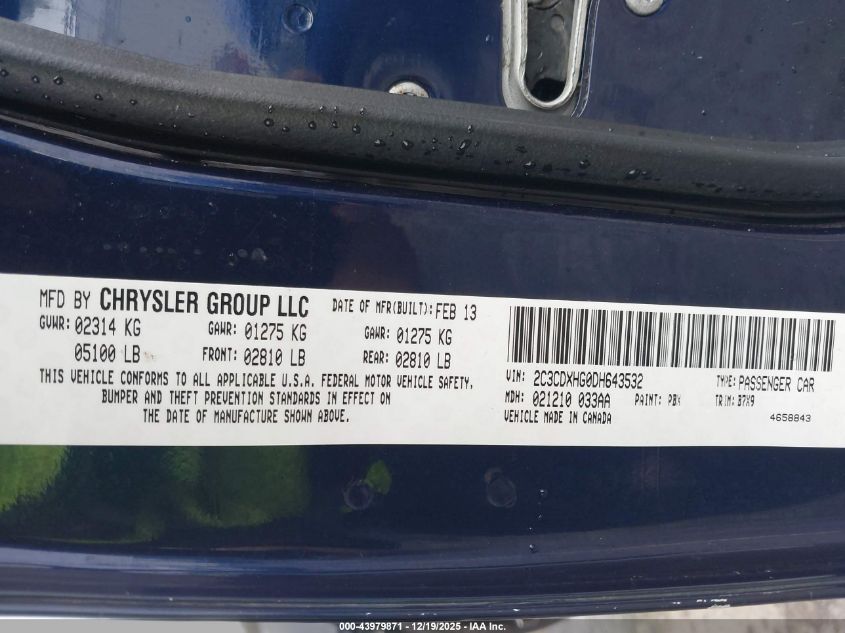 MFD BY CHRYSLER GROUP LLC DATE OF MFR(BUILT): FEB 13
GVWR: 02314 KG GAWR: 01275 KG GAWR: 01275 KG
05100 LB FRONT: 02810 LB REAR: 02810 LB
THIS VEHICLE CONFORMS TO ALL APPLICABLE U.S.A. FEDERAL MOTOR VEHICLE SAFETY,
BUMPER AND THEFT PREVENTION STANDARDS IN EFFECT ON
THE DATE OF MANUFACTURE SHOWN ABOVE.
VIN: 2C3CDXHG0DH643532 TYPE: PASSENGER CAR
MDH: 021210 033AA PAINT: PBX TRIM: B7X9
VEHICLE MADE IN CANADA 4658843
000-43979871 - 12/19/2025 - IAA Inc.